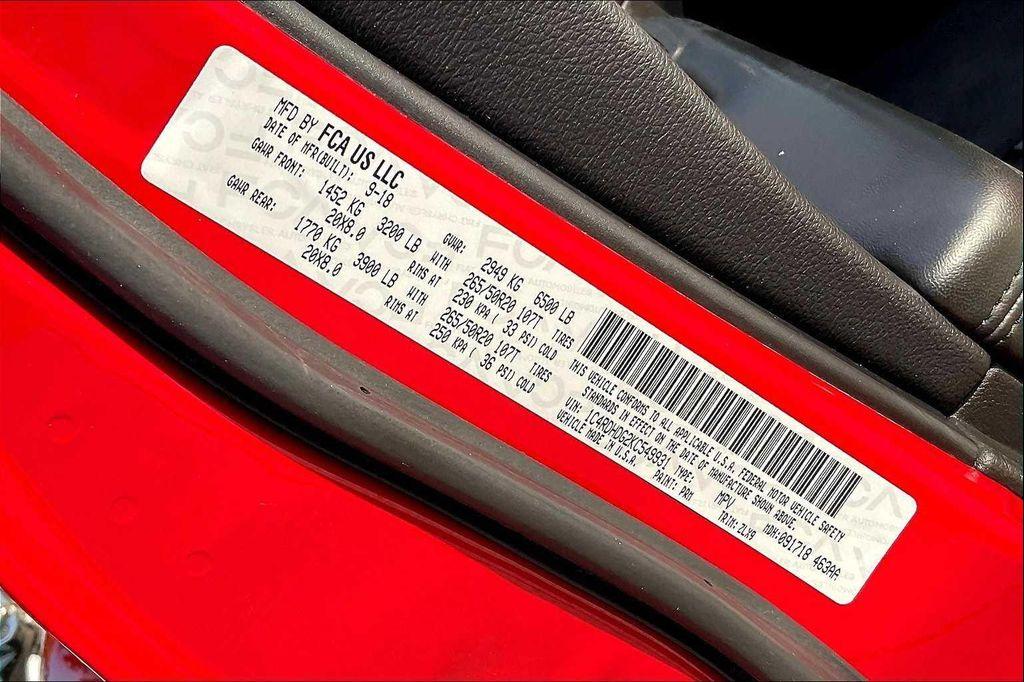 MFD BY FCA US LLC
DATE OF MFR(BUILT): 9-18
GVWR: 2949 KG 6500 LB
GAWR FRONT: 1452 KG 3200 LB WITH 265/50R20 107T TIRES
20X8.0 RIMS AT 230 KPA ( 33 PSI) COLD
GAWR REAR: 1770 KG 3900 LB WITH 265/50R20 107T TIRES
20X8.0 RIMS AT 250 KPA ( 36 PSI) COLD
THIS VEHICLE CONFORMS TO ALL APPLICABLE U.S.A. FEDERAL MOTOR VEHICLE SAFETY
STANDARDS IN EFFECT ON THE DATE OF MANUFACTURE SHOWN ABOVE.
VIN: 1C4RDHDG2KC549831 TYPE: MPV MDH:091718 463AA
VEHICLE MADE IN U.S.A. PAINT: PRM TRIM: ZLX9